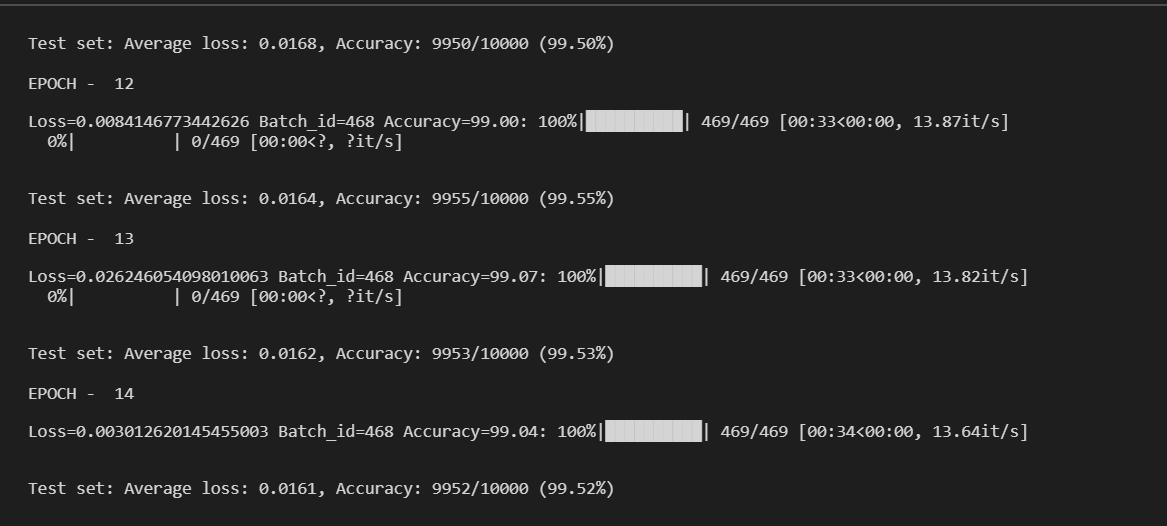 Test set: Average loss: 0.0168, Accuracy: 9950/10000 (99.50%)
EPOCH -  12
Loss=0.0084146773442626 Batch_id=468 Accuracy=99.00: 100%|██████████| 469/469 [00:33<00:00, 13.87it/s]
  0%|          | 0/469 [00:00<?, ?it/s]
Test set: Average loss: 0.0164, Accuracy: 9955/10000 (99.55%)
EPOCH -  13
Loss=0.026246054098010063 Batch_id=468 Accuracy=99.07: 100%|██████████| 469/469 [00:33<00:00, 13.82it/s]
  0%|          | 0/469 [00:00<?, ?it/s]
Test set: Average loss: 0.0162, Accuracy: 9953/10000 (99.53%)
EPOCH -  14
Loss=0.003012620145455003 Batch_id=468 Accuracy=99.04: 100%|██████████| 469/469 [00:34<00:00, 13.64it/s]
Test set: Average loss: 0.0161, Accuracy: 9952/10000 (99.52%)